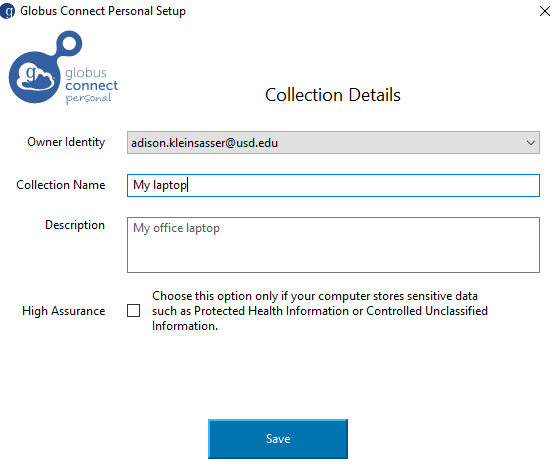 g Globus Connect Personal Setup
g globus
connect
personal
Collection Details
Owner Identity adison.kleinsasser@usd.edu
Collection Name My laptop
Description My office laptop
High Assurance Choose this option only if your computer stores sensitive data
such as Protected Health Information or Controlled Unclassified
Information.
Save